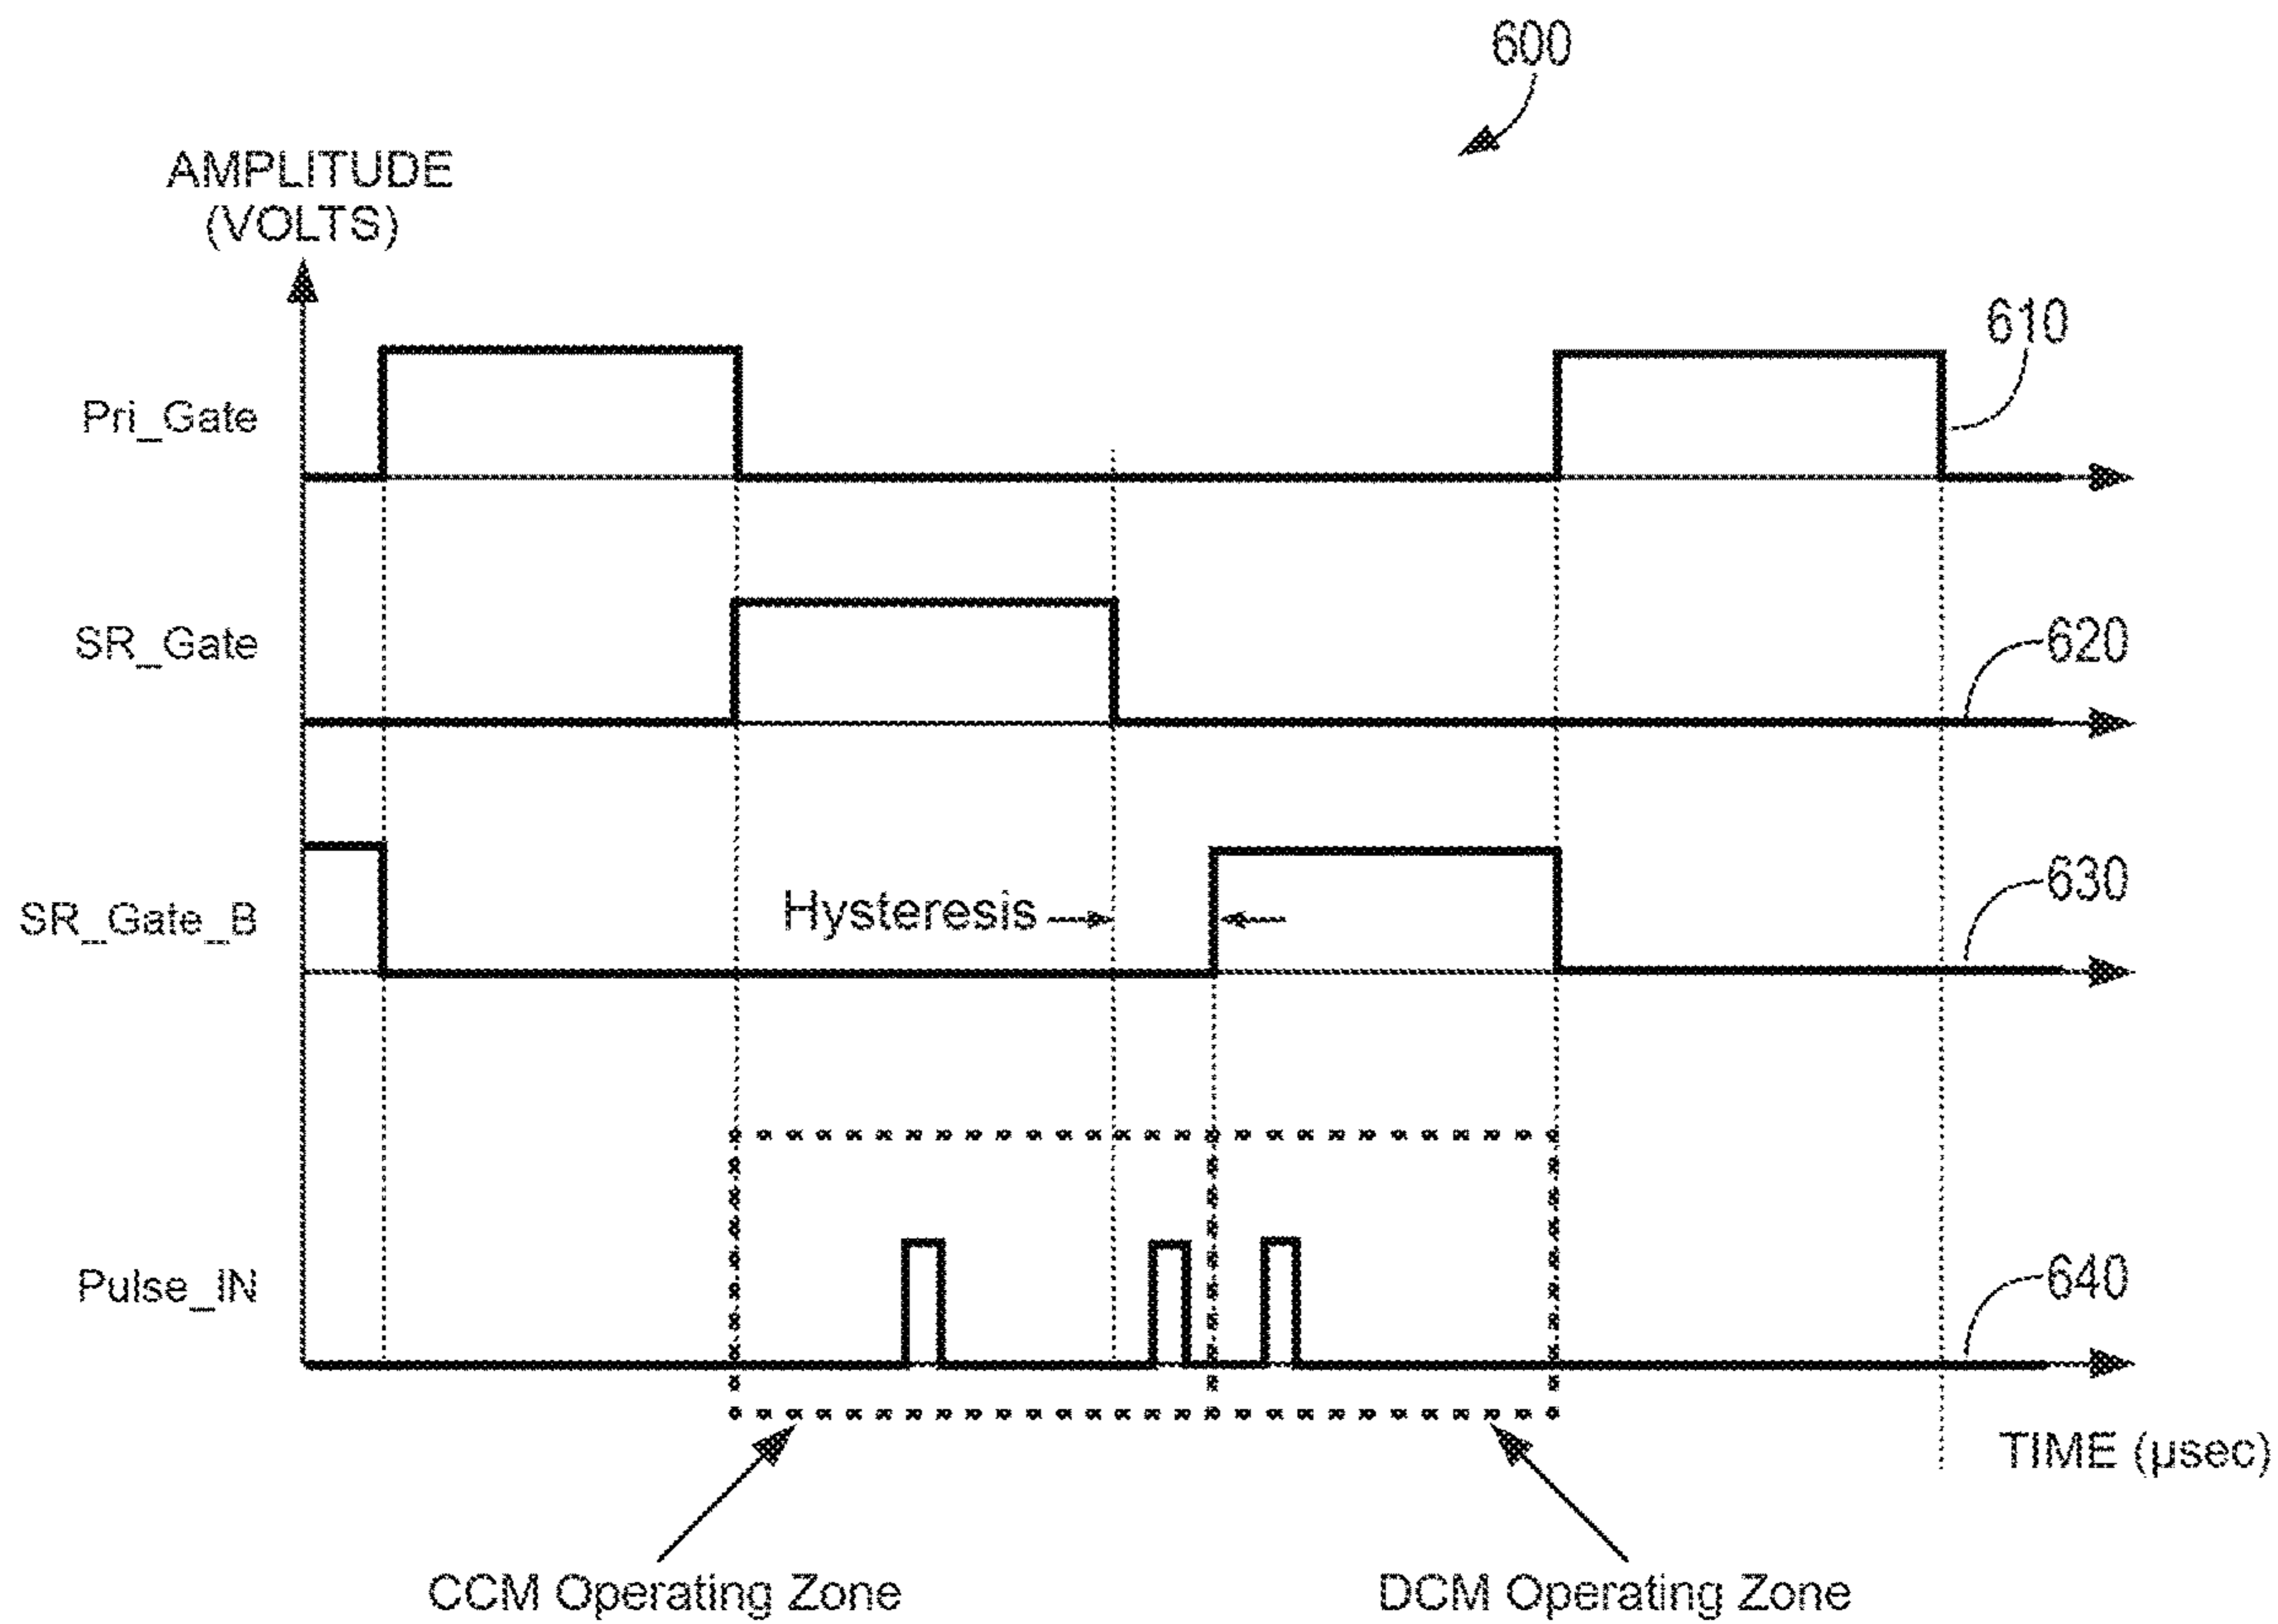 600
AMPLITUDE
(VOLTS)
610
Pri_Gate
SR_Gate
620
SR_Gate_B
Hysteresis
630
Pulse_IN
640
TIME (µsec)
CCM Operating Zone
DCM Operating Zone